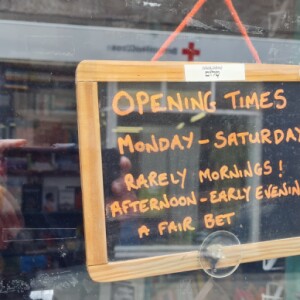 OPENING TIMES
MONDAY - SATURDAY
RARELY MORNINGS!
AFTERNOON - EARLY EVENIN
A FAIR BET